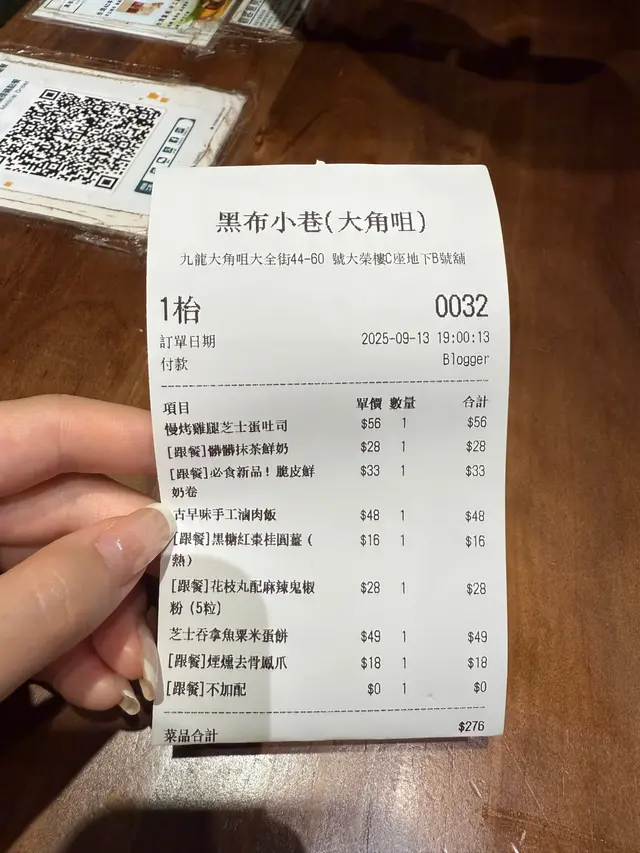 黑布小巷(大角咀)
九龍大角咀大全街44-60 號大榮樓C座地下B號舖
1枱 0032
訂單日期 2025-09-13 19:00:13
付款 Blogger
項目 單價 數量 合計
慢烤雞腿芝士蛋吐司 $56 1 $56
[跟餐]髒髒抹茶鮮奶 $28 1 $28
[跟餐]必食新品！脆皮鮮 $33 1 $33
奶卷
古早味手工滷肉飯 $48 1 $48
[跟餐]黑糖紅棗桂圓薑( $16 1 $16
熱)
[跟餐]花枝丸配麻辣鬼椒 $28 1 $28
粉(5粒)
芝士吞拿魚粟米蛋餅 $49 1 $49
[跟餐]煙燻去骨鳳爪 $18 1 $18
[跟餐]不加配 $0 1 $0
菜品合計 $276